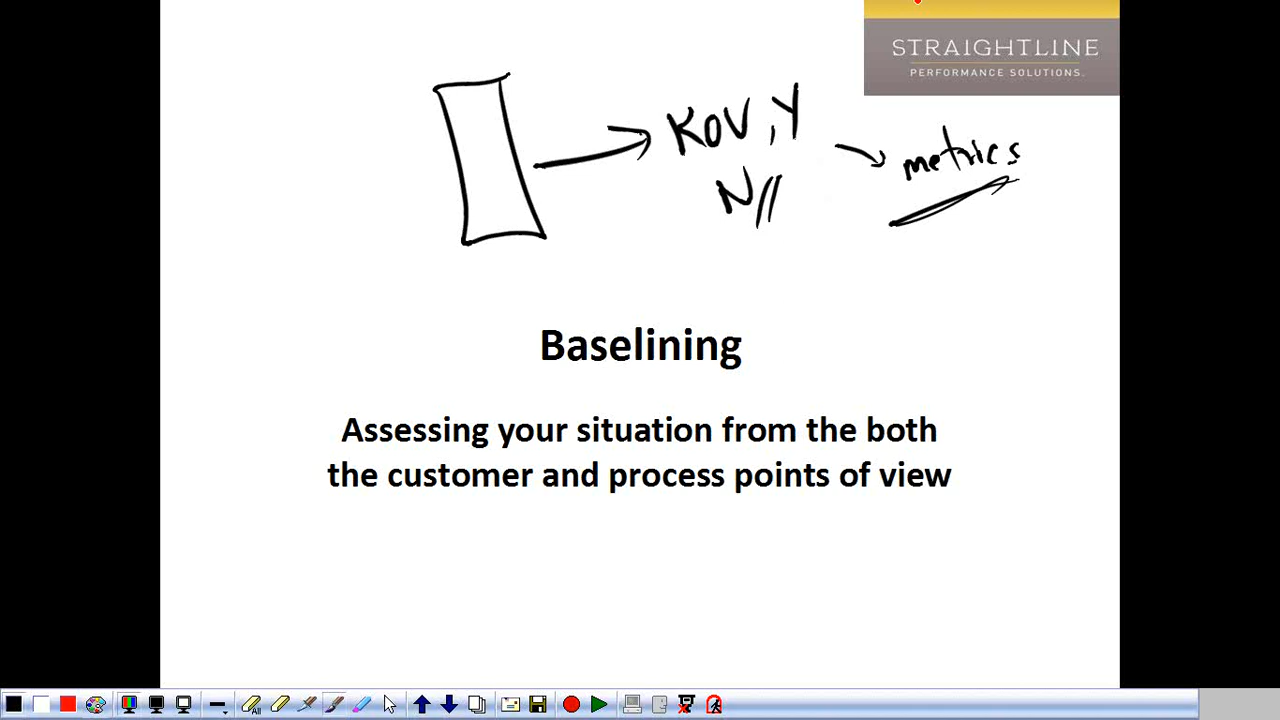 STRAIGHTLINE
PERFORMANCE SOLUTIONS.
KOV, Y
N//
metrics
Baselining
Assessing your situation from the both
the customer and process points of view
All